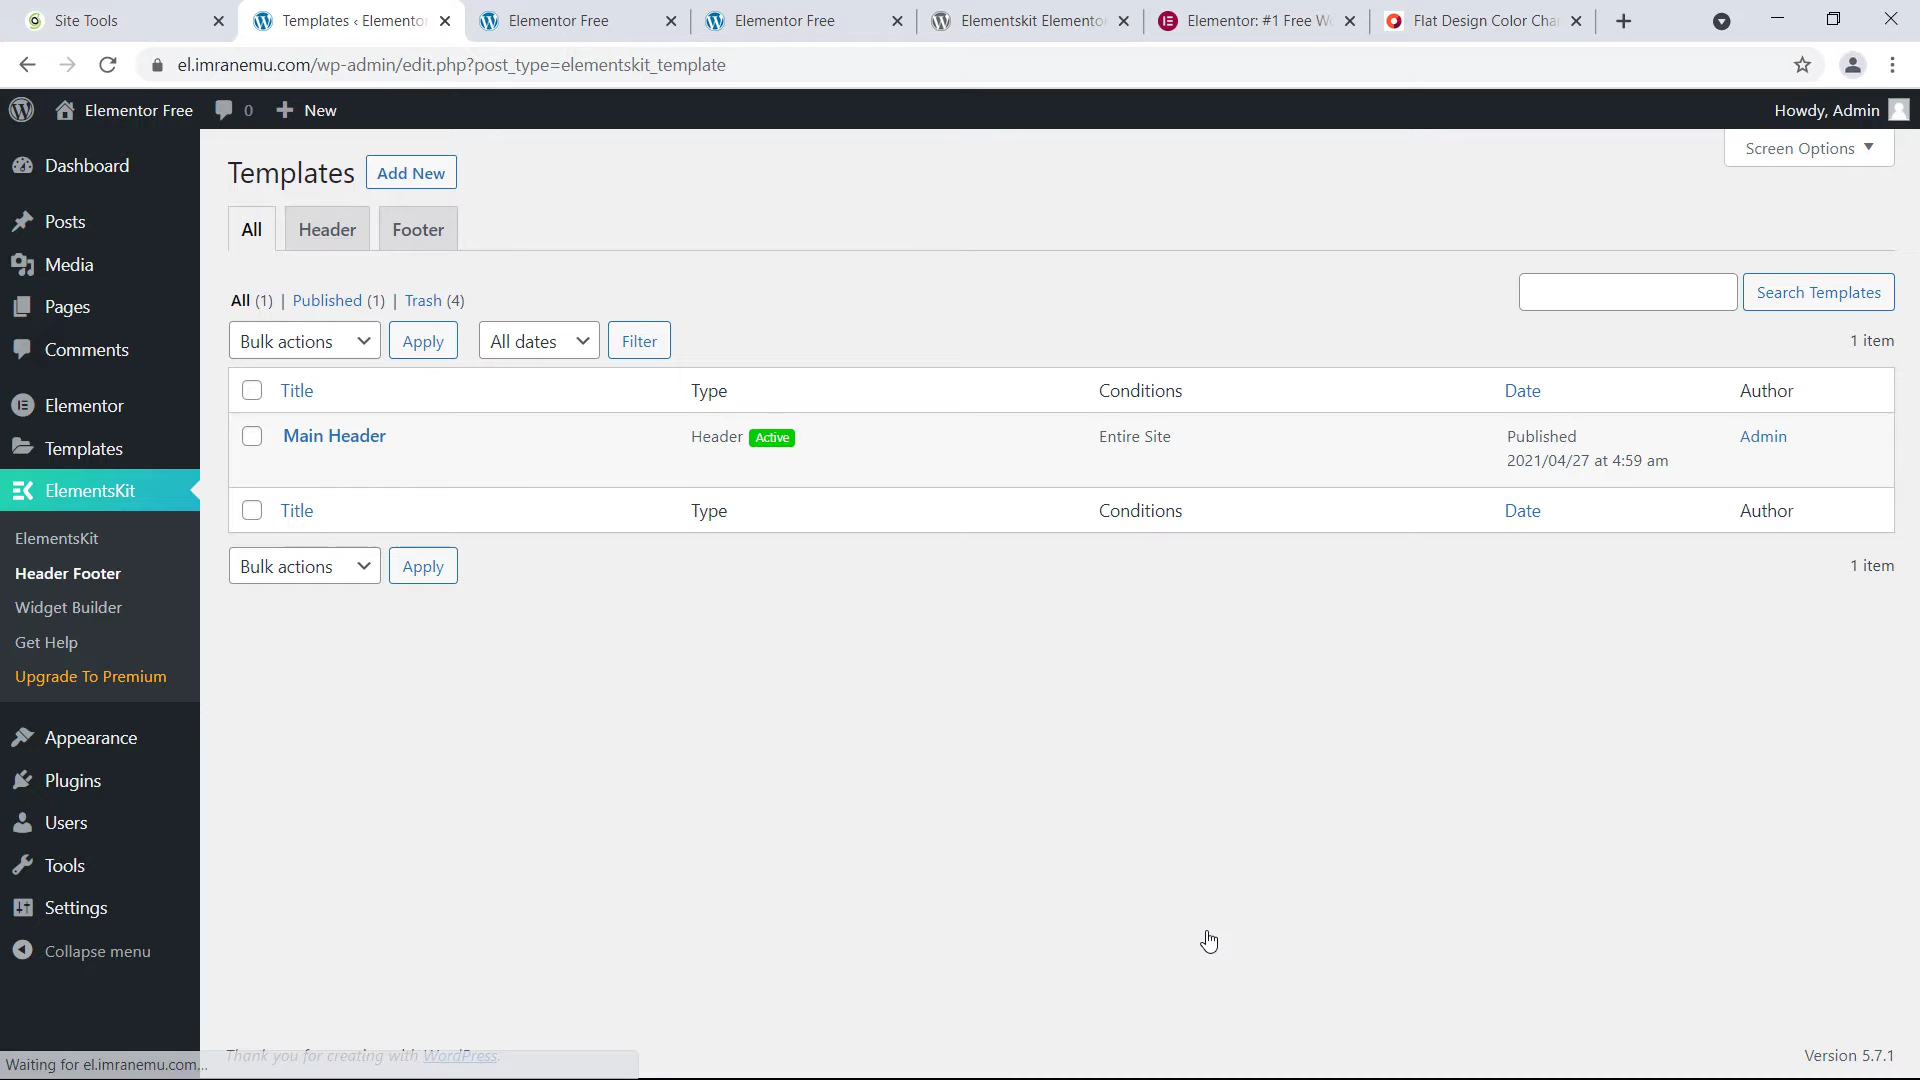 Site Tools
Templates ‹ Elementor
Elementor Free
Elementor Free
Elementskit Elemento
Elementor: #1 Free Wo
Flat Design Color Cha
el.imranemu.com/wp-admin/edit.php?post_type=elementskit_template
Elementor Free
0
New
Howdy, Admin
Dashboard
Posts
Media
Pages
Comments
Elementor
Templates
ElementsKit
ElementsKit
Header Footer
Widget Builder
Get Help
Upgrade To Premium
Appearance
Plugins
Users
Tools
Settings
Collapse menu
Screen Options
Templates Add New
All Header Footer
All (1) | Published (1) | Trash (4)
Search Templates
Bulk actions Apply All dates Filter 1 item
Title Type Conditions Date Author
Main Header Header Active Entire Site Published Admin
2021/04/27 at 4:59 am
Title Type Conditions Date Author
Bulk actions Apply 1 item
Thank you for creating with WordPress.
Version 5.7.1
Waiting for el.imranemu.com...